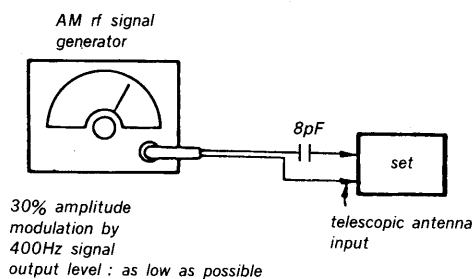 AM rf signal
generator
8pF
set
30% amplitude
modulation by
400Hz signal
output level : as low as possible
telescopic antenna
input